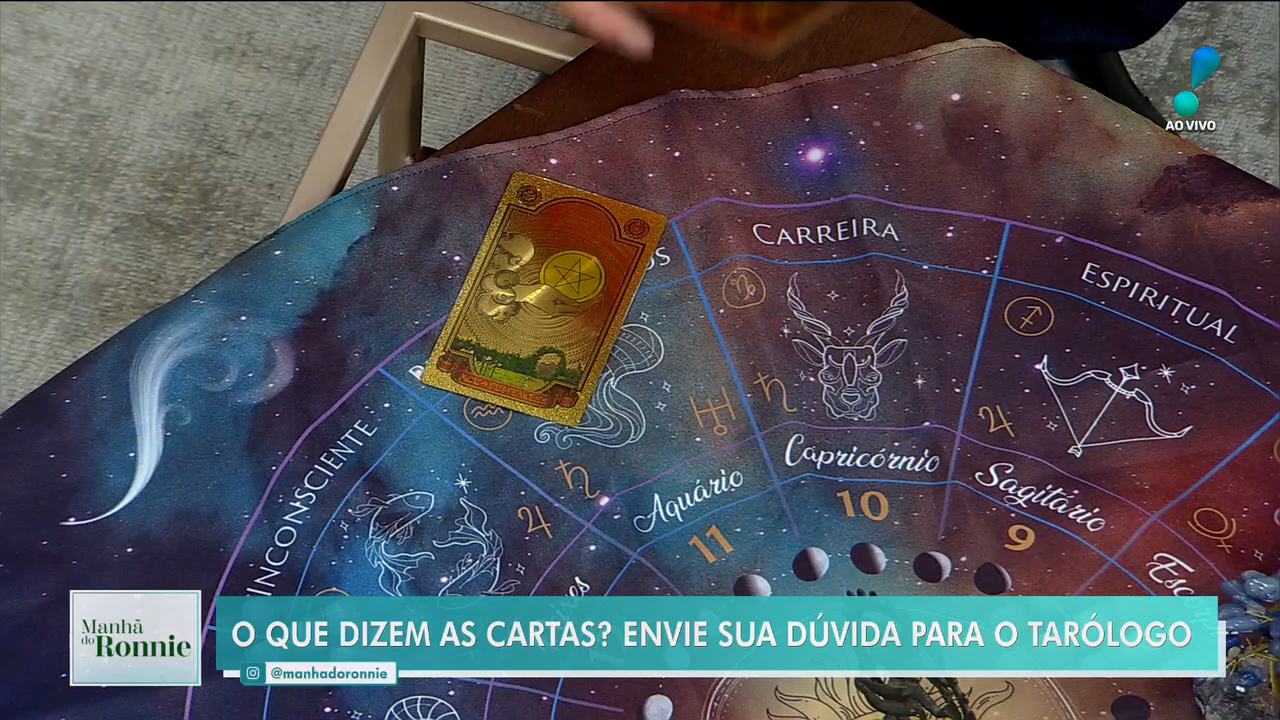 AO VIVO
CARREIRA
ESPIRITUAL
INCONSCIENTE
Aquário
Capricórnio
Sagitário
11
10
9
Manhã
do Ronnie
O QUE DIZEM AS CARTAS? ENVIE SUA DÚVIDA PARA O TARÓLOGO
@manhadoronnie